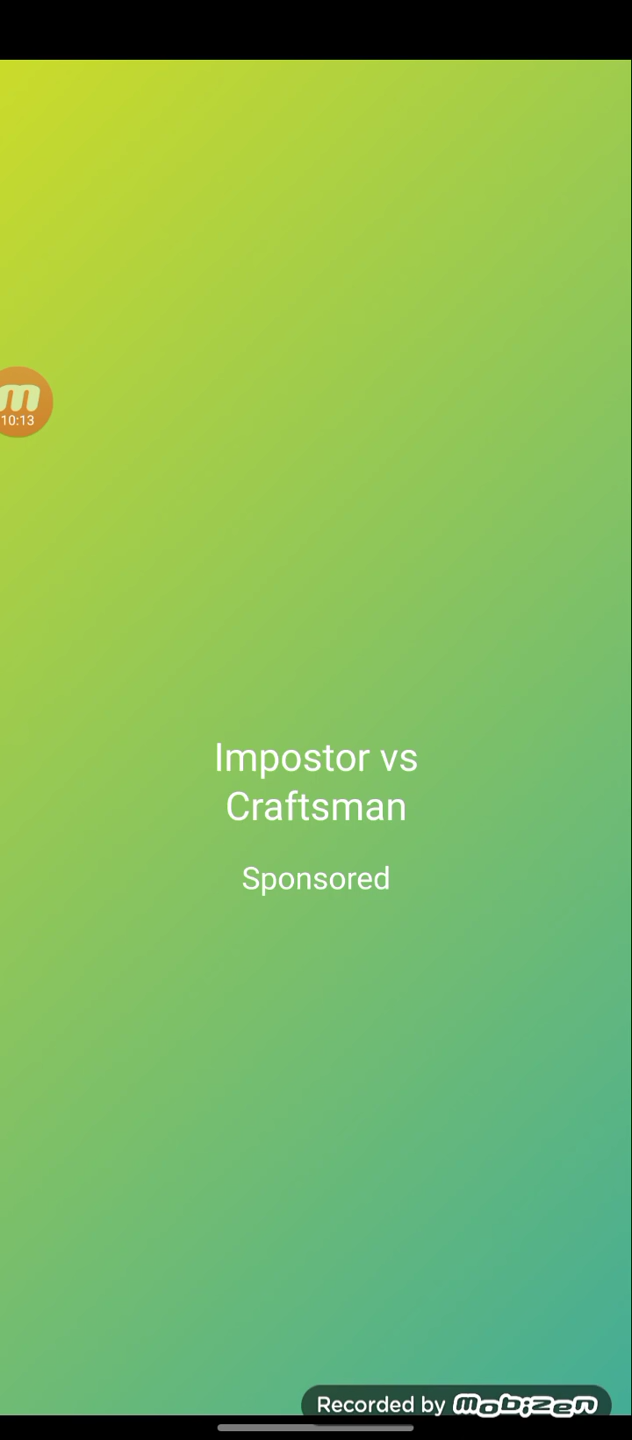 m
10:13
Impostor vs
Craftsman
Sponsored
Recorded by mobizen